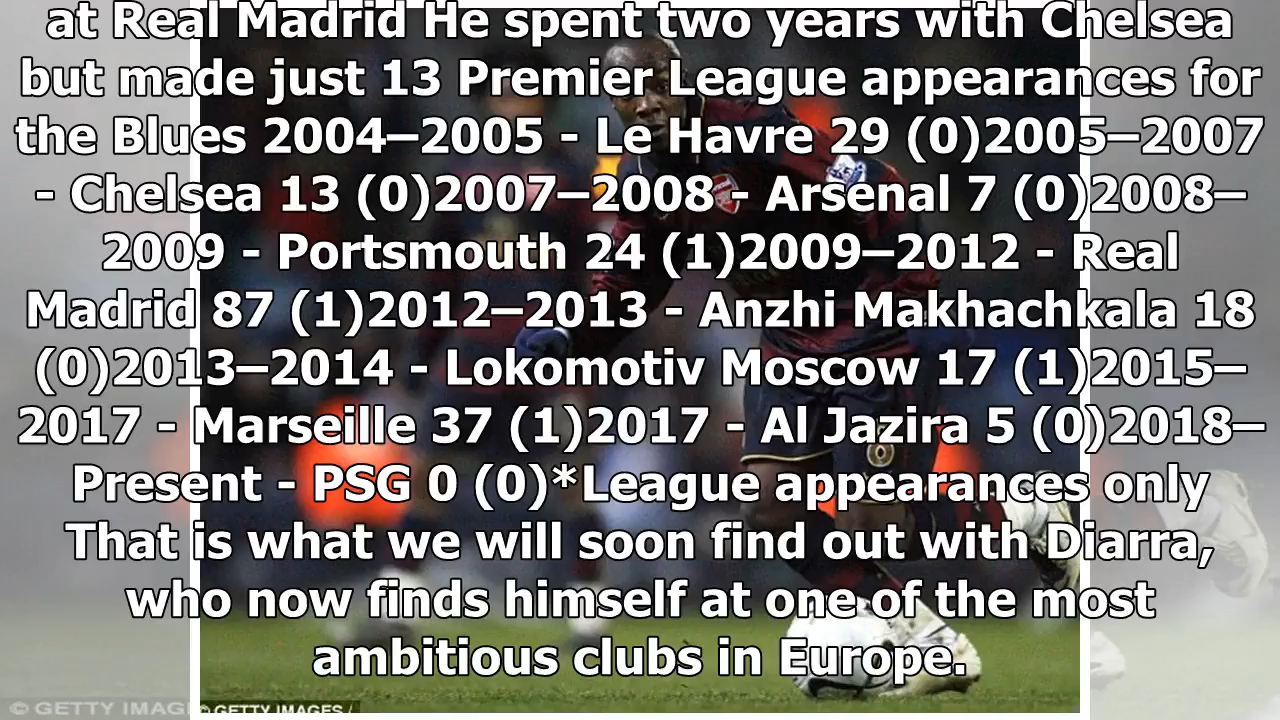 at Real Madrid He spent two years with Chelsea
but made just 13 Premier League appearances for
the Blues 2004–2005 - Le Havre 29 (0)2005–2007
- Chelsea 13 (0)2007–2008 - Arsenal 7 (0)2008–
2009 - Portsmouth 24 (1)2009–2012 - Real
Madrid 87 (1)2012–2013 - Anzhi Makhachkala 18
(0)2013–2014 - Lokomotiv Moscow 17 (1)2015–
2017 - Marseille 37 (1)2017 - Al Jazira 5 (0)2018–
Present - PSG 0 (0)*League appearances only
That is what we will soon find out with Diarra,
who now finds himself at one of the most
ambitious clubs in Europe.
© GETTY IMAG
© GETTY IMAGES /